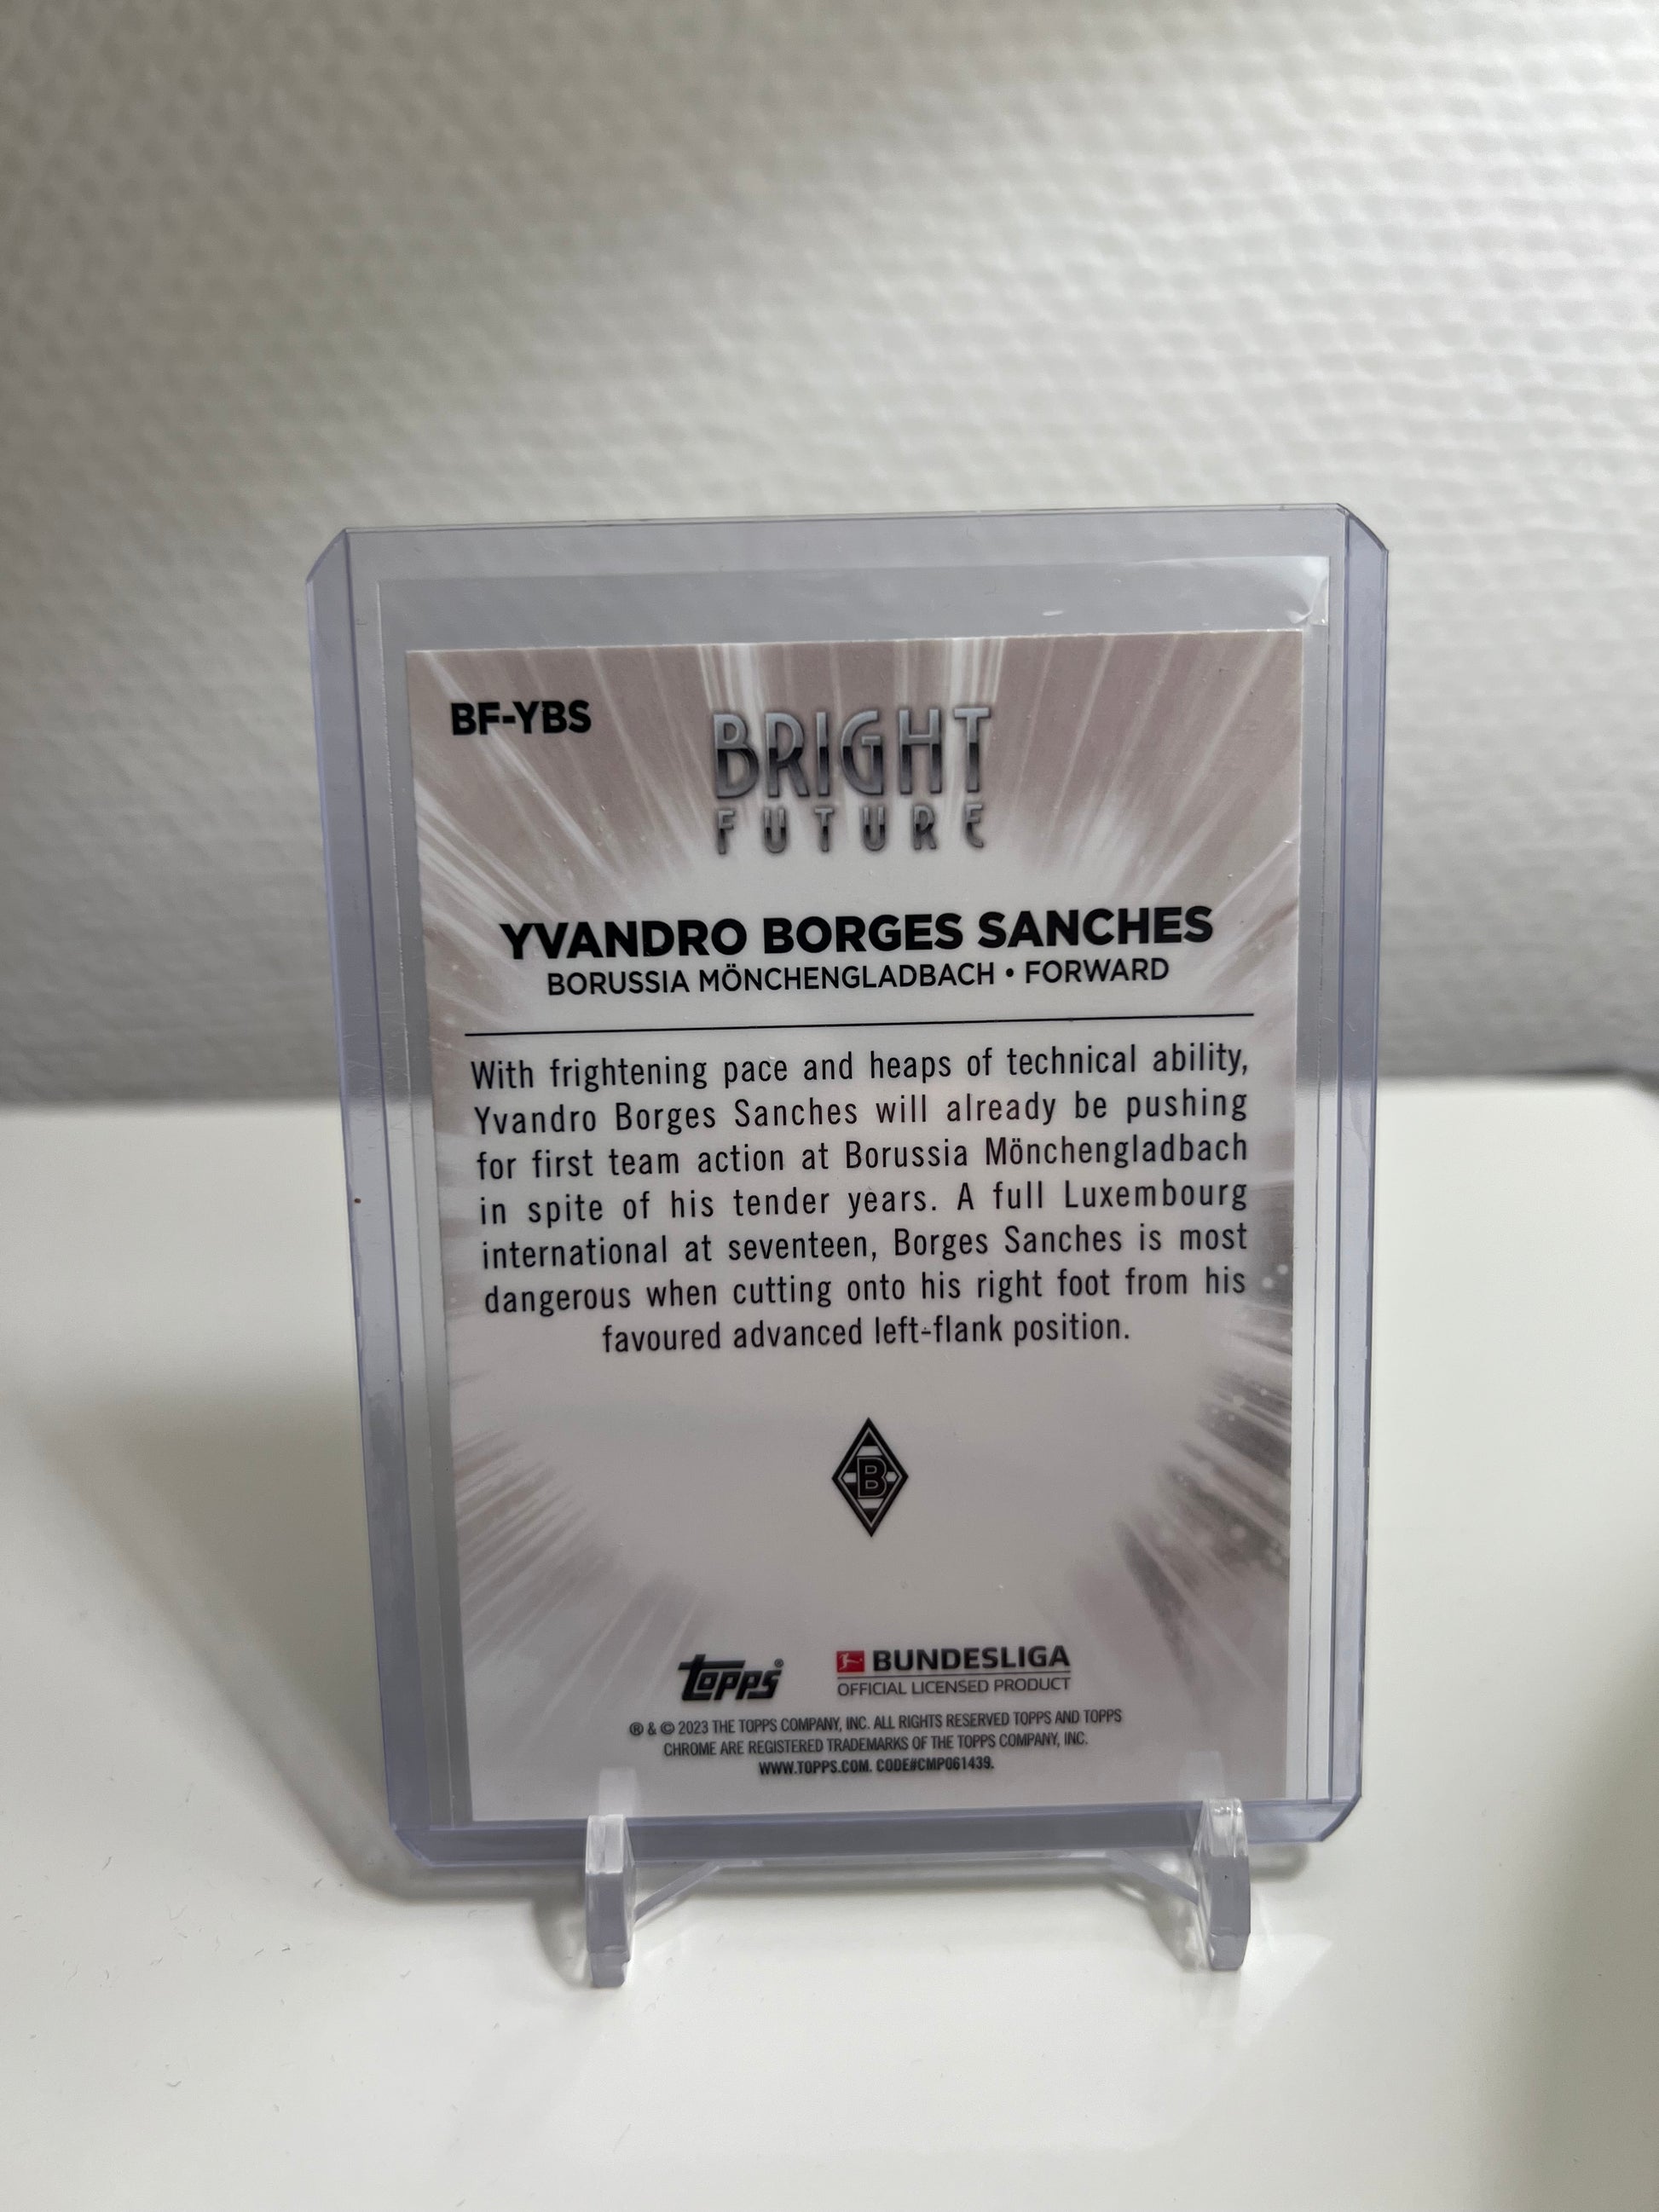 BF-YBS
BRIGHT
FUTURE
YVANDRO BORGES SANCHES
BORUSSIA MÖNCHENGLADBACH • FORWARD
With frightening pace and heaps of technical ability,
Yvandro Borges Sanches will already be pushing
for first team action at Borussia Mönchengladbach
in spite of his tender years. A full Luxembourg
international at seventeen, Borges Sanches is most
dangerous when cutting onto his right foot from his
favoured advanced left-flank position.
B
topps®
BUNDESLIGA
OFFICIAL LICENSED PRODUCT
® & © 2023 THE TOPPS COMPANY, INC. ALL RIGHTS RESERVED TOPPS AND TOPPS
CHROME ARE REGISTERED TRADEMARKS OF THE TOPPS COMPANY, INC.
WWW.TOPPS.COM. CODE#CMP061439.